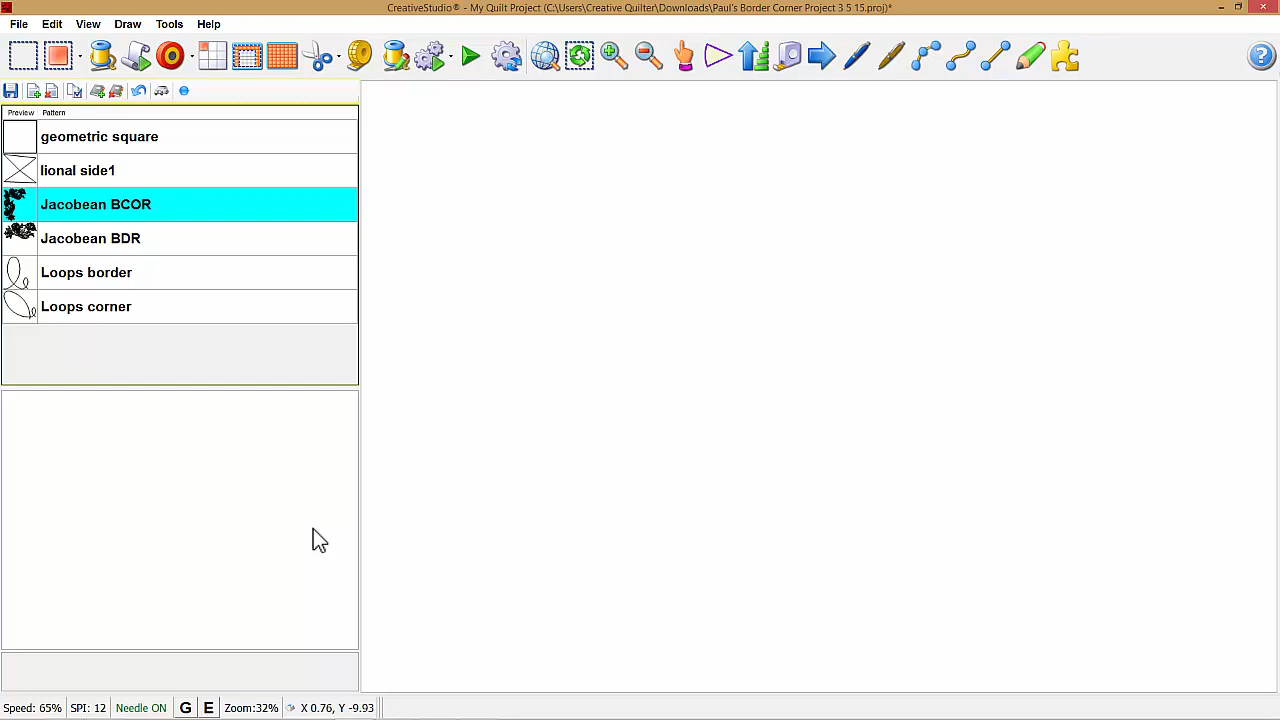 CreativeStudio® - My Quilt Project (C:\Users\Creative Quilter\Downloads\Paul's Border Corner Project 3 5 15.proj)*
File Edit View Draw Tools Help
Preview Pattern
geometric square
lional side1
Jacobean BCOR
Jacobean BDR
Loops border
Loops corner
Speed: 65% SPI: 12 Needle ON G E Zoom:32% X 0.76, Y -9.93